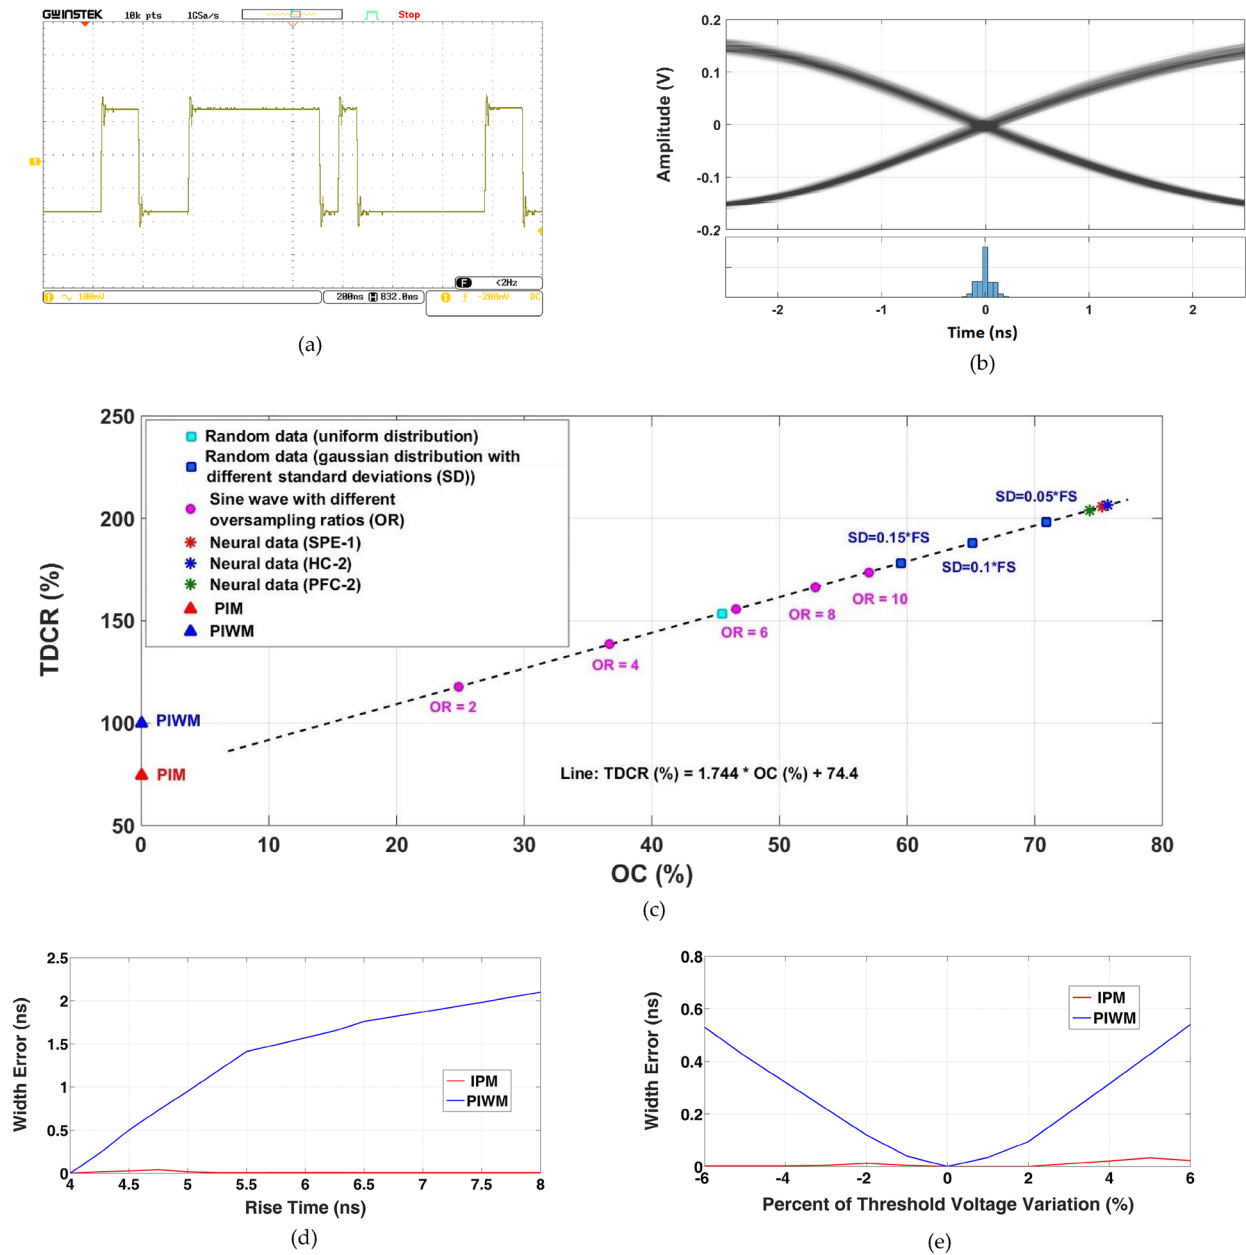 GWINSTEK 10k pts 1GSa/s Stop
1
F <2Hz
1 100mV 200ns H 832.0ns 1 -208mV DC
(a)
0.2
0.1
0
-0.1
-0.2
Amplitude (V)
-2 -1 0 1 2
Time (ns)
(b)
250
200
150
100
50
TDCR (%)
Random data (uniform distribution)
Random data (gaussian distribution with
different standard deviations (SD))
Sine wave with different
oversampling ratios (OR)
Neural data (SPE-1)
Neural data (HC-2)
Neural data (PFC-2)
PIM
PIWM
SD=0.05*FS
SD=0.15*FS
SD=0.1*FS
OR = 10
OR = 8
OR = 6
OR = 4
OR = 2
PIWM
PIM
Line: TDCR (%) = 1.744 * OC (%) + 74.4
0 10 20 30 40 50 60 70 80
OC (%)
(c)
2.5
2
1.5
1
0.5
0
Width Error (ns)
IPM
PIWM
4 4.5 5 5.5 6 6.5 7 7.5 8
Rise Time (ns)
(d)
0.8
0.6
0.4
0.2
0
Width Error (ns)
IPM
PIWM
-6 -4 -2 0 2 4 6
Percent of Threshold Voltage Variation (%)
(e)